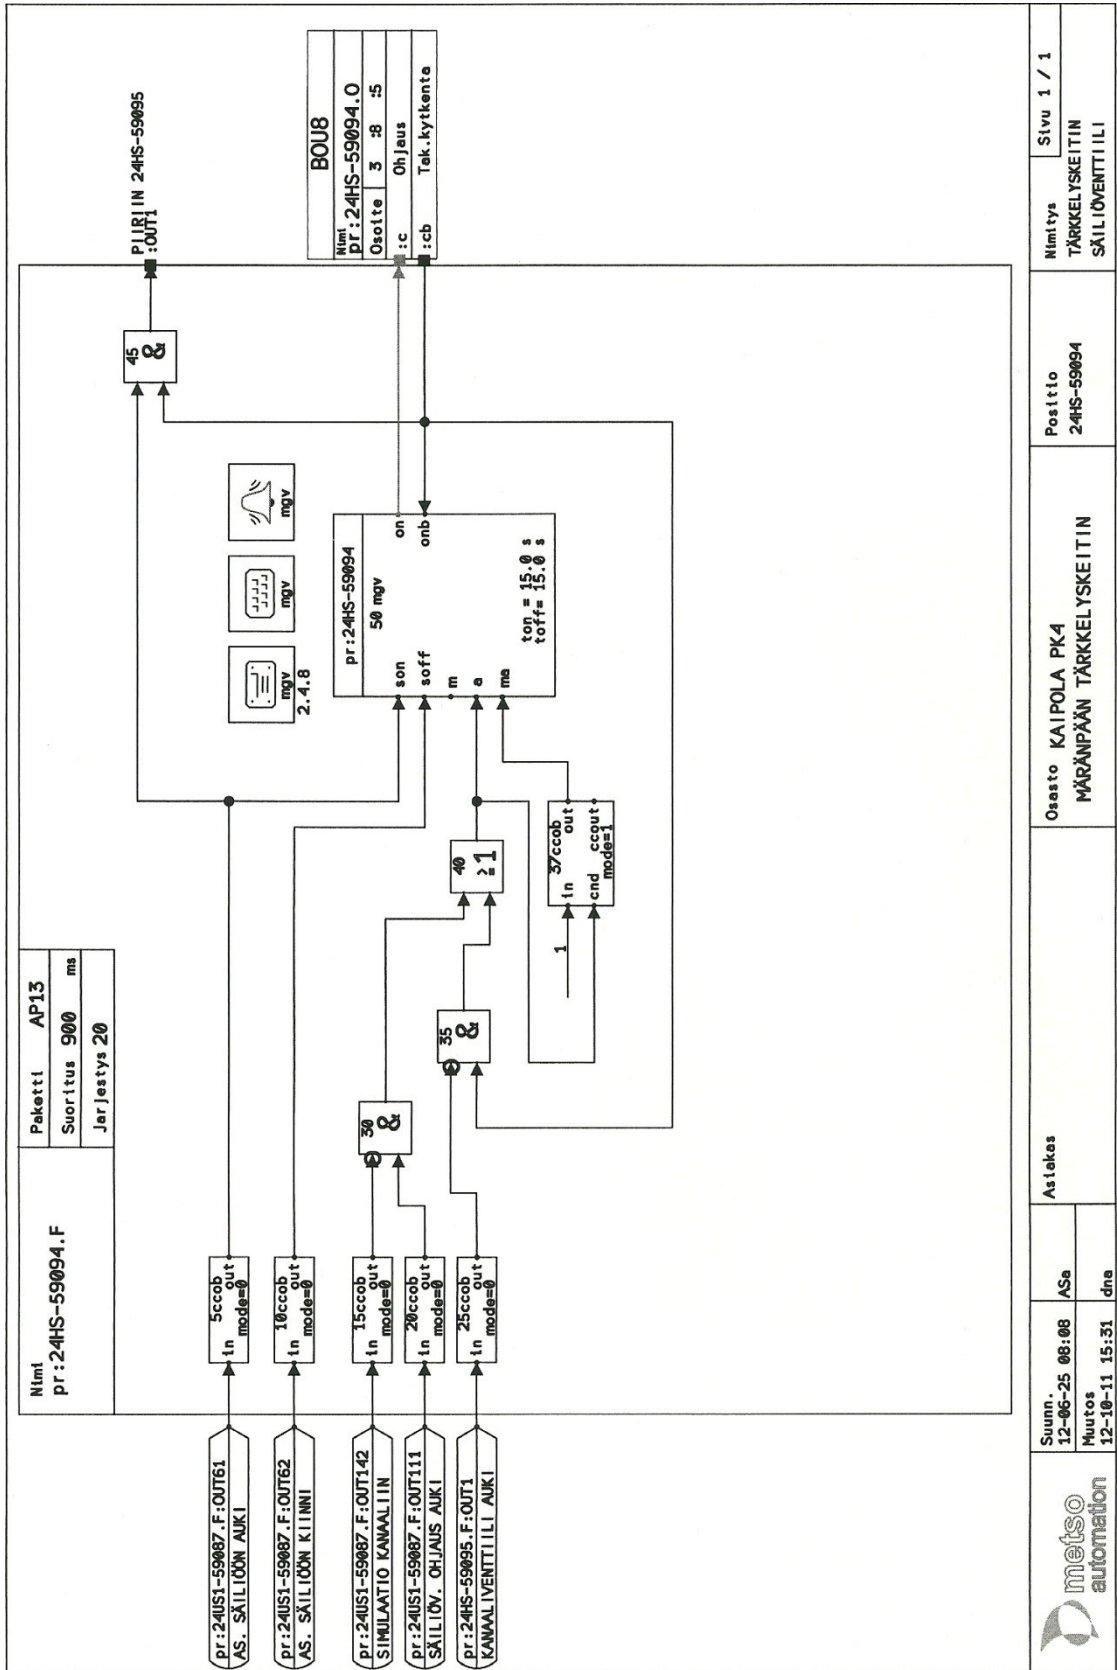 Nimi
pr:24HS-59094.F
Paketti AP13
Suoritus 900 ms
Jarjestys 20
pr:24US1-59087.F:OUT61
AS. SÄILIÖÖN AUKI
pr:24US1-59087.F:OUT62
AS. SÄILIÖÖN KIINNI
pr:24US1-59087.F:OUT142
SIMULAATIO KANAALIIN
pr:24US1-59087.F:OUT111
SÄILIÖV. OHJAUS AUKI
pr:24HS-59095.F:OUT1
KANAALIVENTTIILI AUKI
5ccob
in out
mode=0
10ccob
in out
mode=0
15ccob
in out
mode=0
20ccob
in out
mode=0
25ccob
in out
mode=0
30
&
35
&
40
≥1
1
37ccob
in out
cnd ccout
mode=1
mgv
2.4.8
mgv
mgv
pr:24HS-59094
50 mgv
son on
soff onb
m
a
ma
ton = 15.0 s
toff= 15.0 s
45
&
PIIRIIN 24HS-59095
:OUT1
BOU8
Nimi
pr:24HS-59094.O
Osoite 3 :8 :5
:c Ohjaus
:cb Tak.kytkenta
metso
automation
Suunn.
12-06-25 08:08 ASa
Muutos
12-10-11 15:31 dna
Asiakas
Osasto KAIPOLA PK4
MÄRÄNPÄÄN TÄRKKELYSKEITIN
Positio
24HS-59094
Nimitys
TÄRKKELYSKEITIN
SÄILIÖVENTTIILI
Sivu 1 / 1